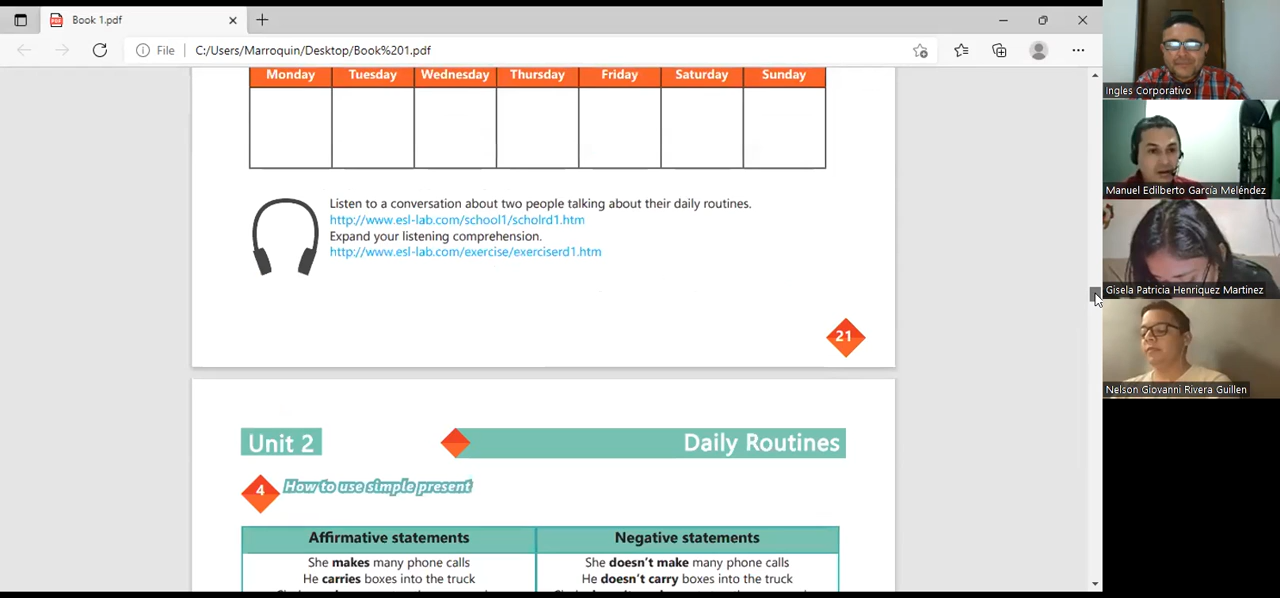 Book 1.pdf
File C:/Users/Marroquin/Desktop/Book%201.pdf
Monday Tuesday Wednesday Thursday Friday Saturday Sunday
Listen to a conversation about two people talking about their daily routines.
http://www.esl-lab.com/school1/scholrd1.htm
Expand your listening comprehension.
http://www.esl-lab.com/exercise/exerciserd1.htm
21
Unit 2 Daily Routines
4 How to use simple present
Affirmative statements Negative statements
She makes many phone calls She doesn't make many phone calls
He carries boxes into the truck He doesn't carry boxes into the truck
Ingles Corporativo
Manuel Edilberto García Meléndez
Gisela Patricia Henriquez Martinez
Nelson Giovanni Rivera Guillen